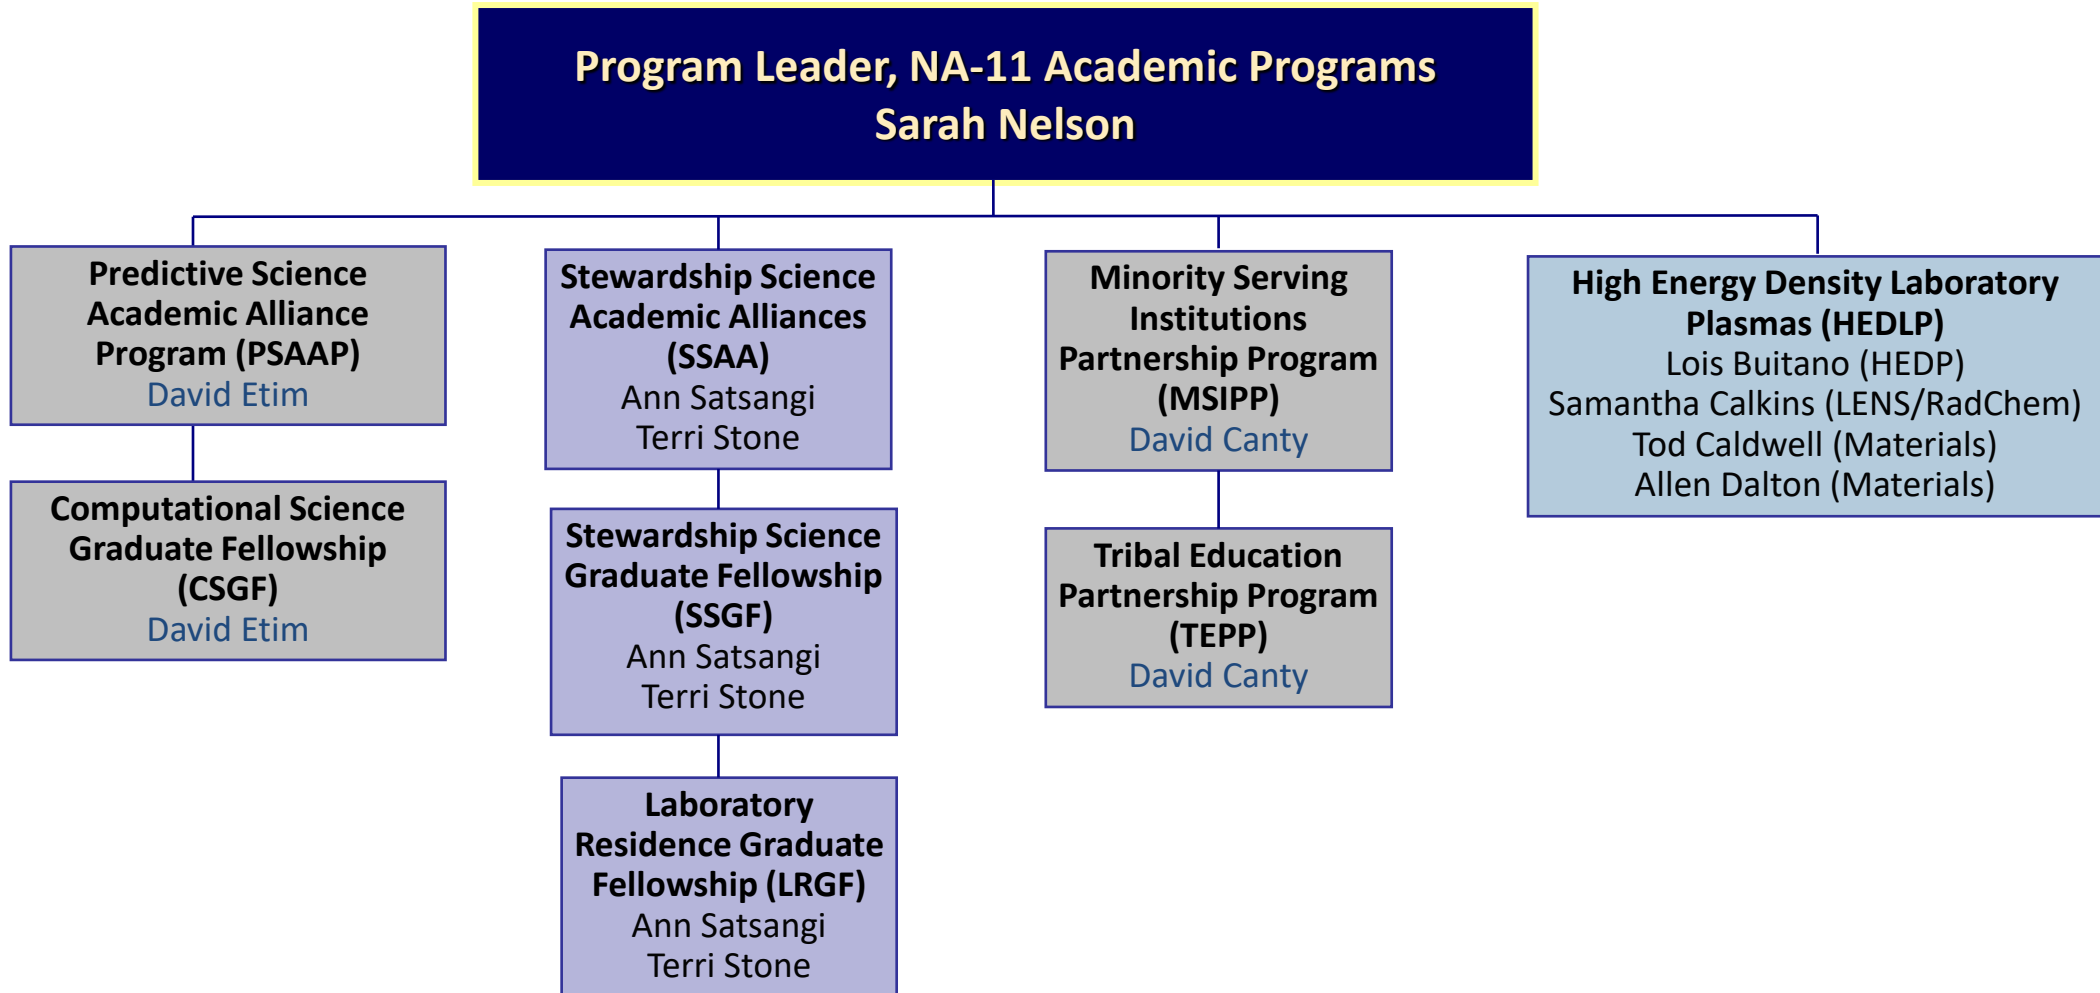 Program Leader, NA-11 Academic Programs
Sarah Nelson
Predictive Science
Academic Alliance
Program (PSAAP)
David Etim
Computational Science
Graduate Fellowship
(CSGF)
David Etim
Stewardship Science
Academic Alliances
(SSAA)
Ann Satsangi
Terri Stone
Stewardship Science
Graduate Fellowship
(SSGF)
Ann Satsangi
Terri Stone
Laboratory
Residence Graduate
Fellowship (LRGF)
Ann Satsangi
Terri Stone
Minority Serving
Institutions
Partnership Program
(MSIPP)
David Canty
Tribal Education
Partnership Program
(TEPP)
David Canty
High Energy Density Laboratory
Plasmas (HEDLP)
Lois Buitano (HEDP)
Samantha Calkins (LENS/RadChem)
Tod Caldwell (Materials)
Allen Dalton (Materials)